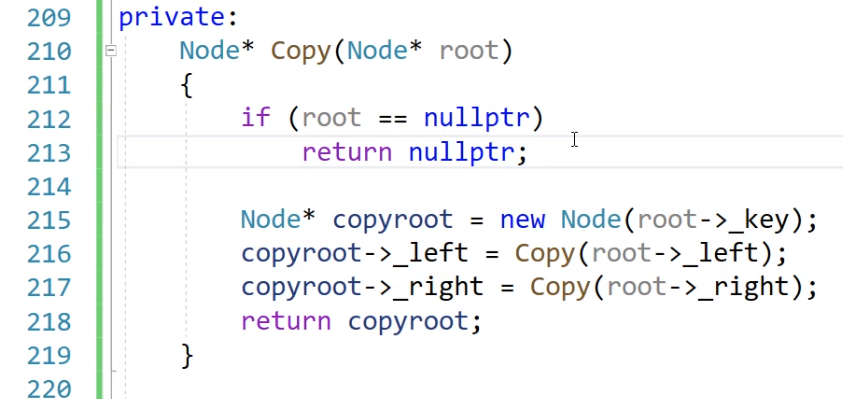 209 private:
210 Node* Copy(Node* root)
211 {
212 if (root == nullptr)
213 return nullptr;
214
215 Node* copyroot = new Node(root->_key);
216 copyroot->_left = Copy(root->_left);
217 copyroot->_right = Copy(root->_right);
218 return copyroot;
219 }
220